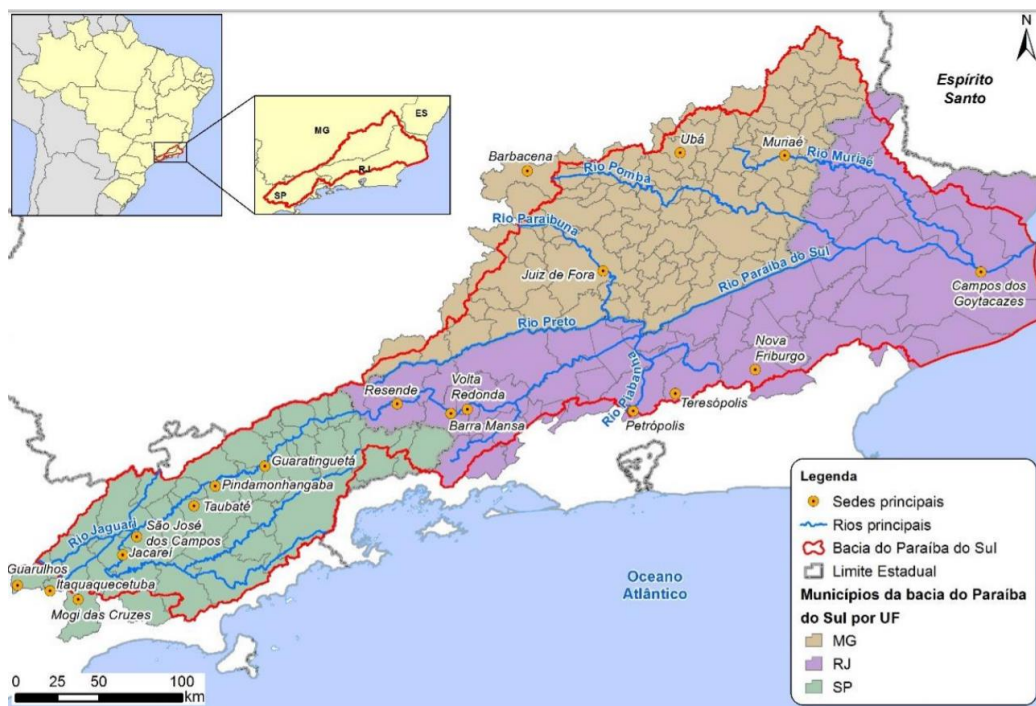 MG
ES
RJ
SP
N
Espírito
Santo
Barbacena
Ubá
Muriaé
Rio Muriaé
Rio Pomba
Rio Paraibuna
Juiz de Fora
Rio Paraíba do Sul
Campos dos
Goytacazes
Rio Preto
Nova
Friburgo
Resende
Volta
Redonda
Barra Mansa
Rio Piabanha
Petrópolis
Teresópolis
Guaratinguetá
Pindamonhangaba
Taubaté
Rio Jaguari
São José
dos Campos
Jacareí
Guarulhos
Itaquaquecetuba
Mogi das Cruzes
Oceano
Atlântico
0 25 50 100
km
Legenda
Sedes principais
Rios principais
Bacia do Paraíba do Sul
Limite Estadual
Municípios da bacia do Paraíba
do Sul por UF
MG
RJ
SP